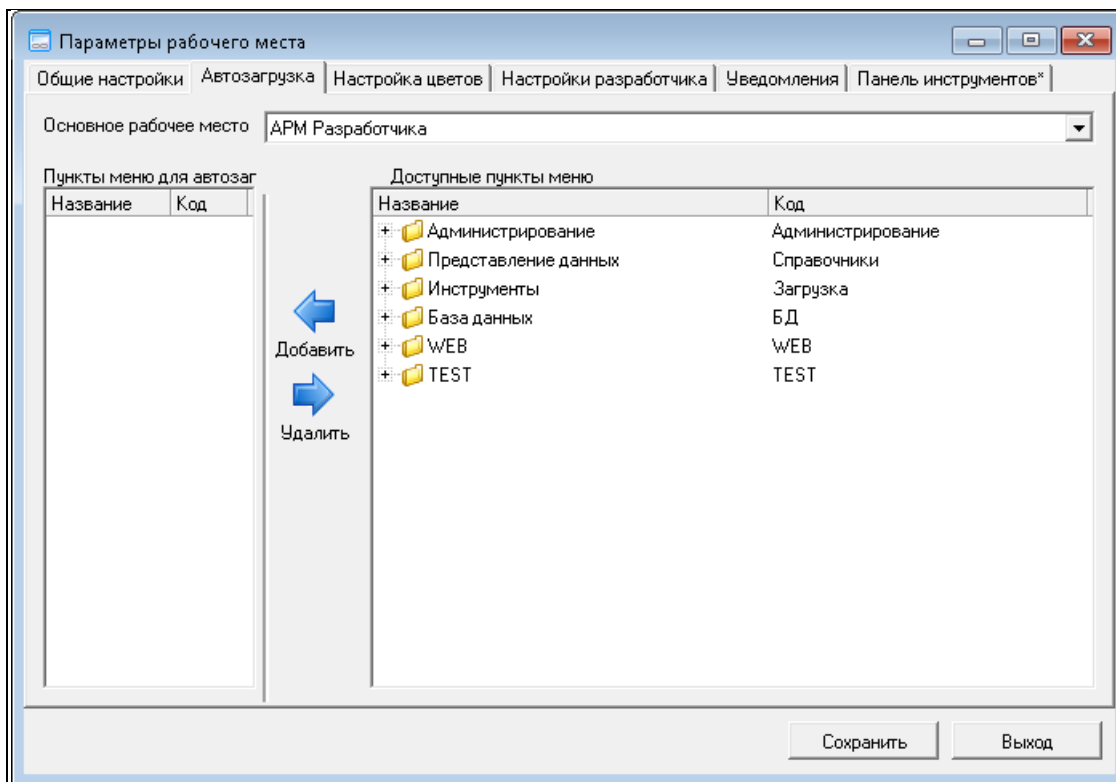 Параметры рабочего места
Общие настройки Автозагрузка Настройка цветов Настройки разработчика Уведомления Панель инструментов*
Основное рабочее место АРМ Разработчика
Пункты меню для автозаг Доступные пункты меню
Название Код Название Код
Администрирование Администрирование
Представление данных Справочники
Инструменты Загрузка
База данных БД
WEB WEB
TEST TEST
Добавить
Удалить
Сохранить Выход